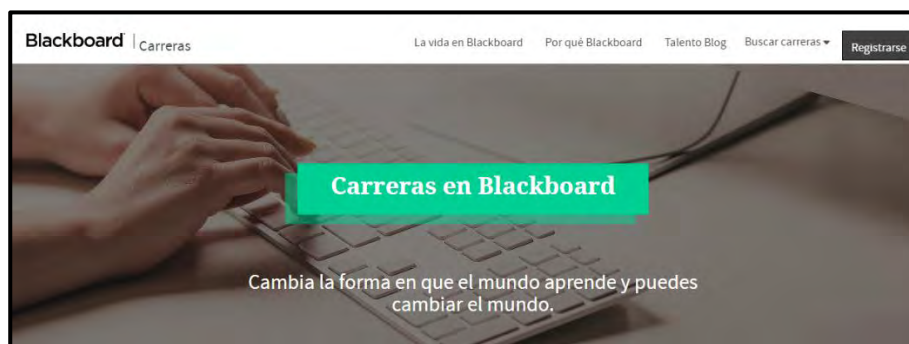 Blackboard | Carreras
La vida en Blackboard Por qué Blackboard Talento Blog Buscar carreras Registrarse
Carreras en Blackboard
Cambia la forma en que el mundo aprende y puedes
cambiar el mundo.